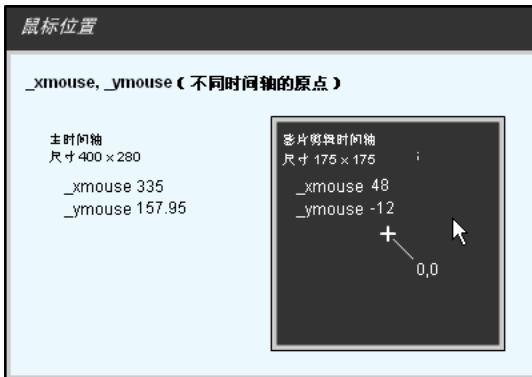 鼠标位置
_xmouse, _ymouse ( 不同时间轴的原点 )
主时间轴
尺寸 400 × 280
_xmouse 335
_ymouse 157.95
影片剪辑时间轴
尺寸 175 × 175
_xmouse 48
_ymouse -12
0,0